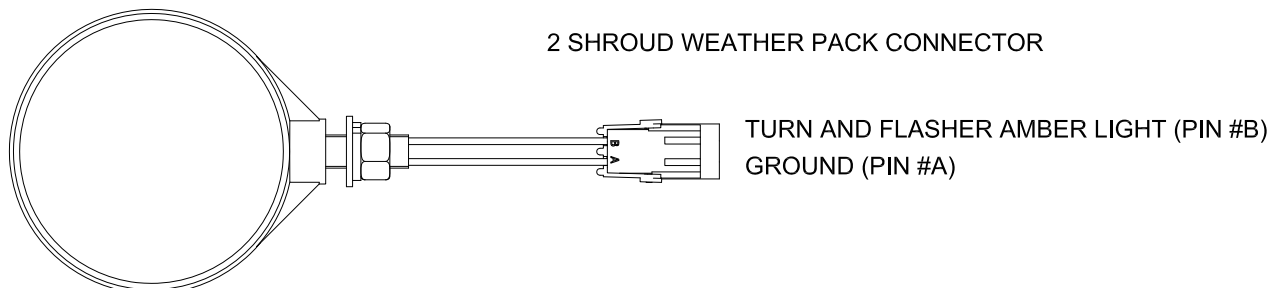 2 SHROUD WEATHER PACK CONNECTOR
TURN AND FLASHER AMBER LIGHT (PIN #B)
GROUND (PIN #A)
B
A